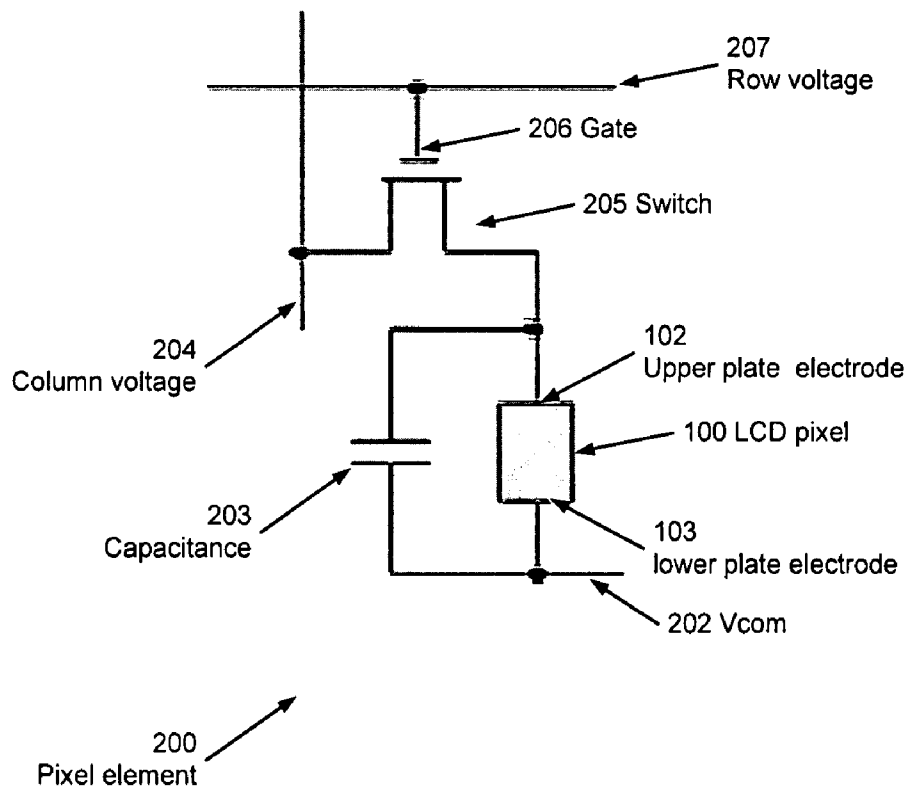 207
Row voltage
206 Gate
205 Switch
204
Column voltage
102
Upper plate electrode
100 LCD pixel
203
Capacitance
103
lower plate electrode
202 Vcom
200
Pixel element